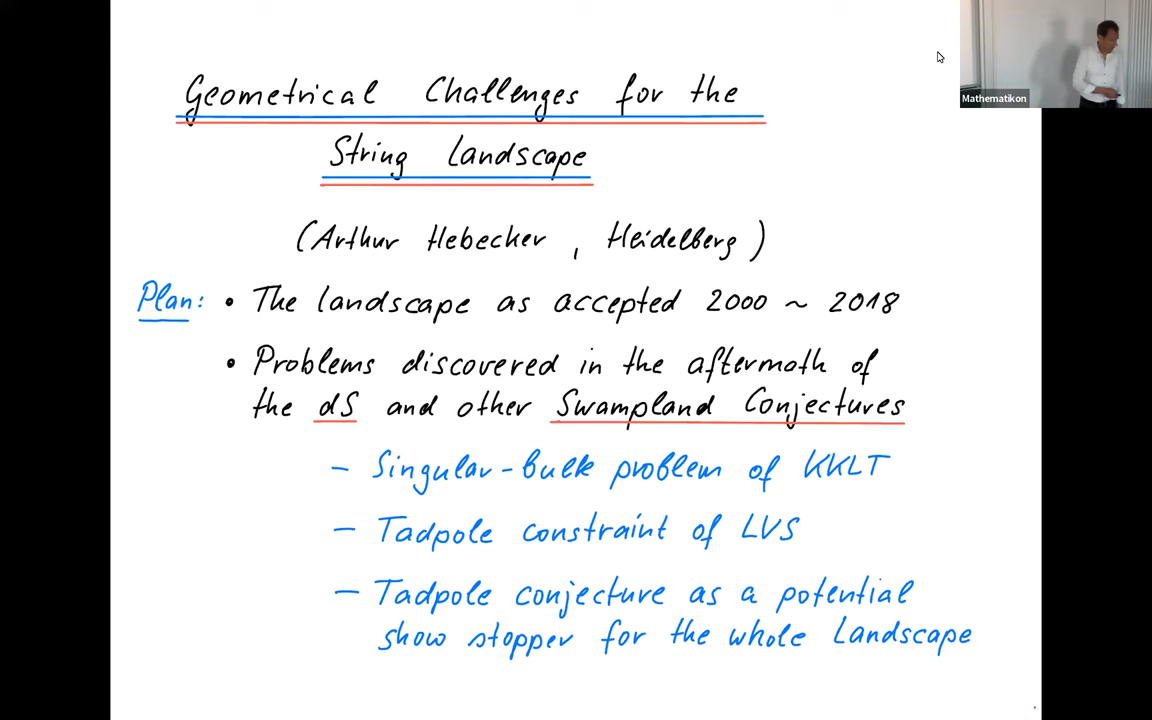 Geometrical Challenges for the
String Landscape
(Arthur Hebecker, Heidelberg)
Plan: • The landscape as accepted 2000 ~ 2018
• Problems discovered in the aftermath of
the dS and other Swampland Conjectures
– Singular-bulk problem of KKLT
– Tadpole constraint of LVS
– Tadpole conjecture as a potential
show stopper for the whole Landscape
Mathematikon